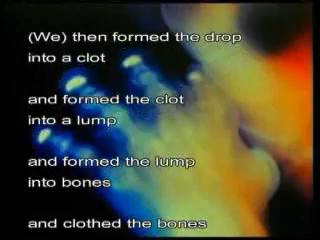 (We) then formed the drop
into a clot
and formed the clot
into a lump
and formed the lump
into bones
and clothed the bones